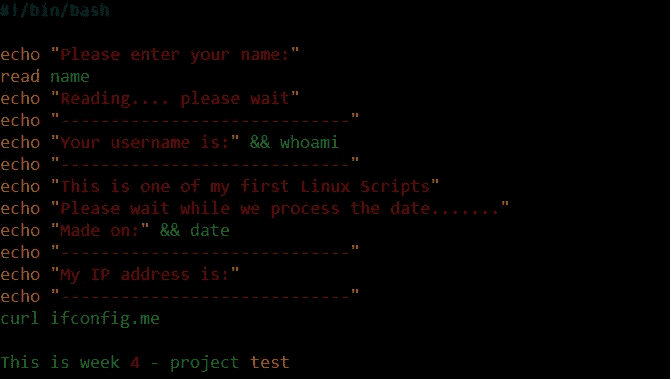 #!/bin/bash
echo "Please enter your name:"
read name
echo "Reading.... please wait"
echo "-----------------------------"
echo "Your username is:" && whoami
echo "-----------------------------"
echo "This is one of my first Linux Scripts"
echo "Please wait while we process the date......."
echo "Made on:" && date
echo "-----------------------------"
echo "My IP address is:"
echo "-----------------------------"
curl ifconfig.me
This is week 4 - project test